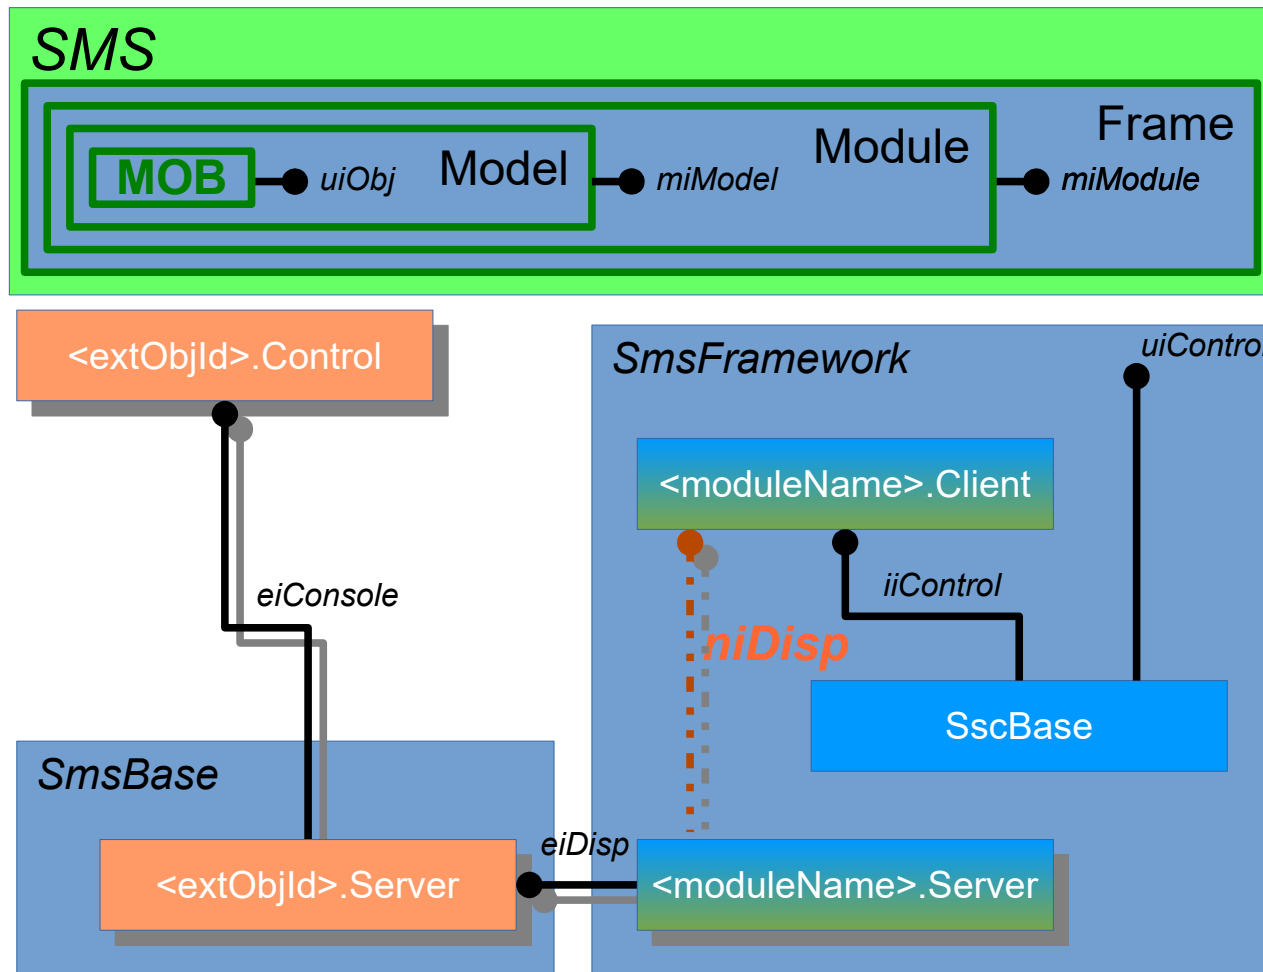 SMS
Frame
Module
Model
MOB
uiObj
miModel
miModule
<extObjId>.Control
SmsFramework
uiControl
<moduleName>.Client
eiConsole
iiControl
niDisp
SscBase
SmsBase
eiDisp
<extObjId>.Server
<moduleName>.Server